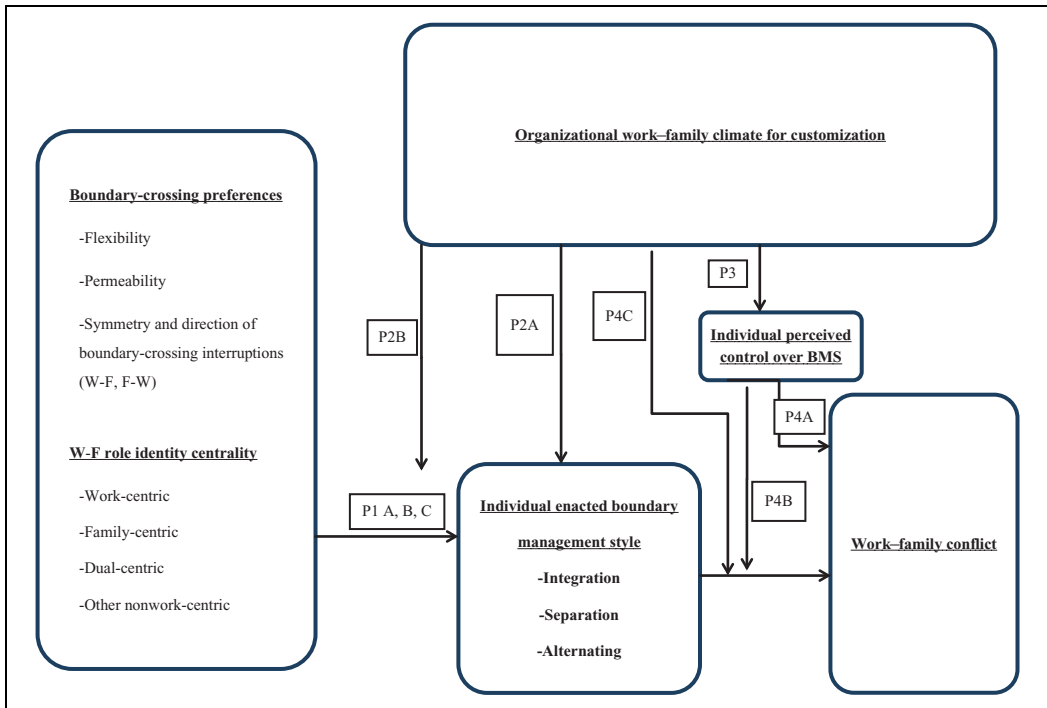 Organizational work–family climate for customization
Boundary-crossing preferences
-Flexibility
-Permeability
-Symmetry and direction of
boundary-crossing interruptions
(W-F, F-W)
W-F role identity centrality
-Work-centric
-Family-centric
-Dual-centric
-Other nonwork-centric
P2B
P2A
P4C
P3
Individual perceived
control over BMS
P4A
P4B
P1 A, B, C
Individual enacted boundary
management style
-Integration
-Separation
-Alternating
Work–family conflict